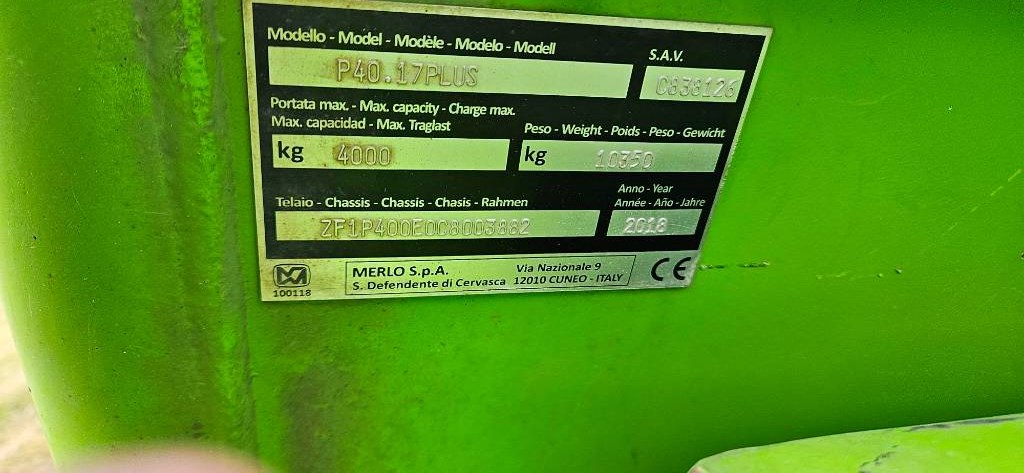 Modello - Model - Modèle - Modelo - Modell
S.A.V.
P40.17PLUS
C838126
Portata max. - Max. capacity - Charge max.
Max. capacidad - Max. Traglast
Peso - Weight - Poids - Peso - Gewicht
kg 4000
kg 10350
Telaio - Chassis - Chassis - Chasis - Rahmen
Anno - Year
Année - Año - Jahre
ZF1P400E0C8003882
2018
MERLO S.p.A. Via Nazionale 9
S. Defendente di Cervasca 12010 CUNEO - ITALY
CE
100118